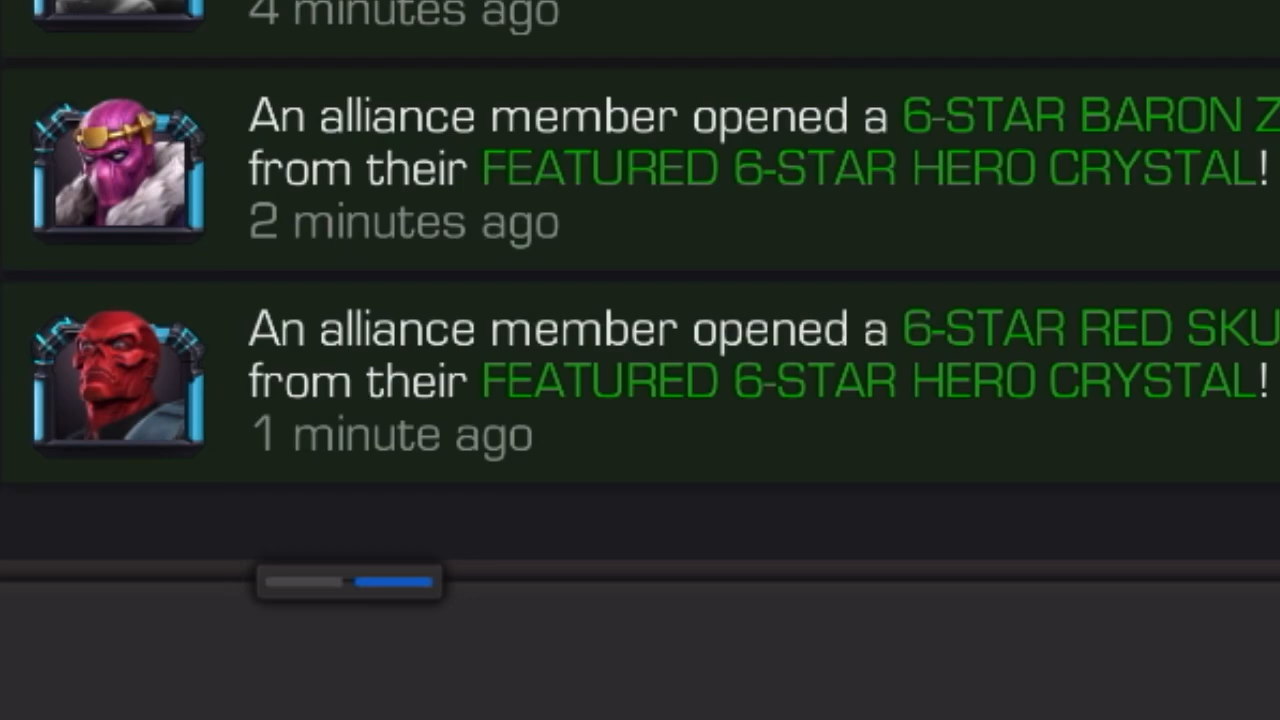 4 minutes ago
An alliance member opened a 6-STAR BARON Z
from their FEATURED 6-STAR HERO CRYSTAL!
2 minutes ago
An alliance member opened a 6-STAR RED SKU
from their FEATURED 6-STAR HERO CRYSTAL!
1 minute ago